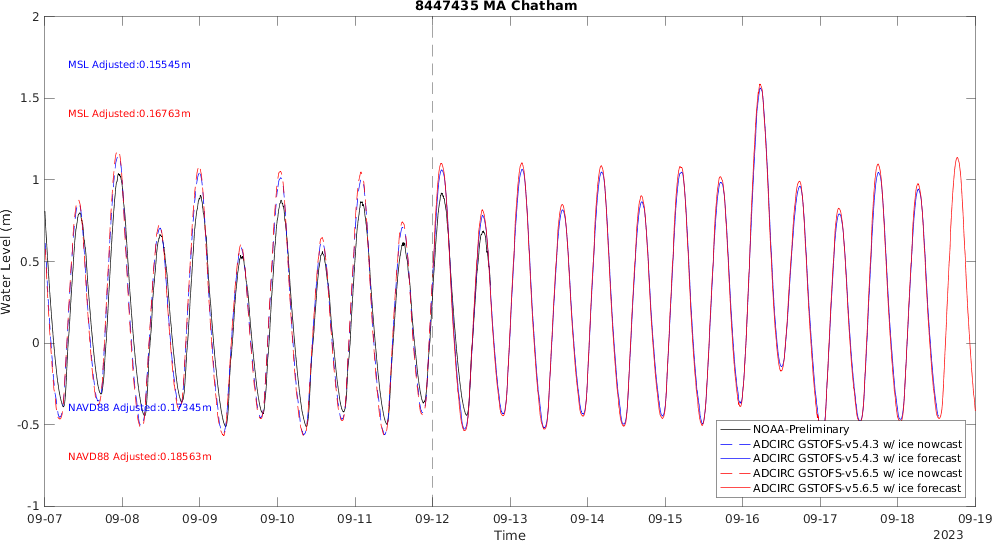 8447435 MA Chatham
2
1.5
1
0.5
0
-0.5
-1
Water Level (m)
MSL Adjusted:0.15545m
MSL Adjusted:0.16763m
NAVD88 Adjusted:0.17345m
NAVD88 Adjusted:0.18563m
NOAA-Preliminary
ADCIRC GSTOFS-v5.4.3 w/ ice nowcast
ADCIRC GSTOFS-v5.4.3 w/ ice forecast
ADCIRC GSTOFS-v5.6.5 w/ ice nowcast
ADCIRC GSTOFS-v5.6.5 w/ ice forecast
09-07 09-08 09-09 09-10 09-11 09-12 09-13 09-14 09-15 09-16 09-17 09-18 09-19
Time
2023